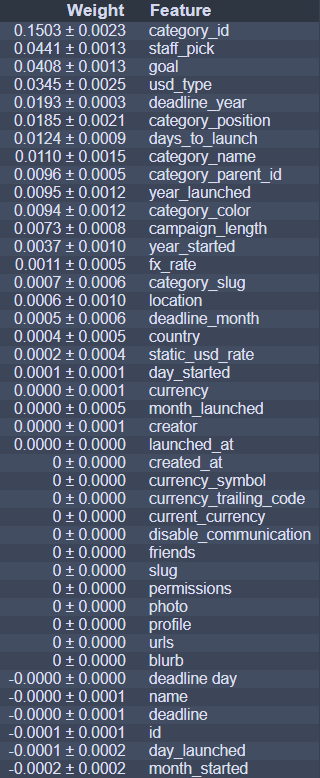 Weight Feature
0.1503 ± 0.0023 category_id
0.0441 ± 0.0013 staff_pick
0.0408 ± 0.0013 goal
0.0345 ± 0.0025 usd_type
0.0193 ± 0.0003 deadline_year
0.0185 ± 0.0021 category_position
0.0124 ± 0.0009 days_to_launch
0.0110 ± 0.0015 category_name
0.0096 ± 0.0005 category_parent_id
0.0095 ± 0.0012 year_launched
0.0094 ± 0.0012 category_color
0.0073 ± 0.0008 campaign_length
0.0037 ± 0.0010 year_started
0.0011 ± 0.0005 fx_rate
0.0007 ± 0.0006 category_slug
0.0006 ± 0.0010 location
0.0005 ± 0.0006 deadline_month
0.0004 ± 0.0005 country
0.0002 ± 0.0004 static_usd_rate
0.0001 ± 0.0001 day_started
0.0000 ± 0.0001 currency
0.0000 ± 0.0005 month_launched
0.0000 ± 0.0001 creator
0.0000 ± 0.0000 launched_at
0 ± 0.0000 created_at
0 ± 0.0000 currency_symbol
0 ± 0.0000 currency_trailing_code
0 ± 0.0000 current_currency
0 ± 0.0000 disable_communication
0 ± 0.0000 friends
0 ± 0.0000 slug
0 ± 0.0000 permissions
0 ± 0.0000 photo
0 ± 0.0000 profile
0 ± 0.0000 urls
0 ± 0.0000 blurb
-0.0000 ± 0.0000 deadline day
-0.0000 ± 0.0001 name
-0.0000 ± 0.0001 deadline
-0.0001 ± 0.0001 id
-0.0001 ± 0.0002 day_launched
-0.0002 ± 0.0002 month_started